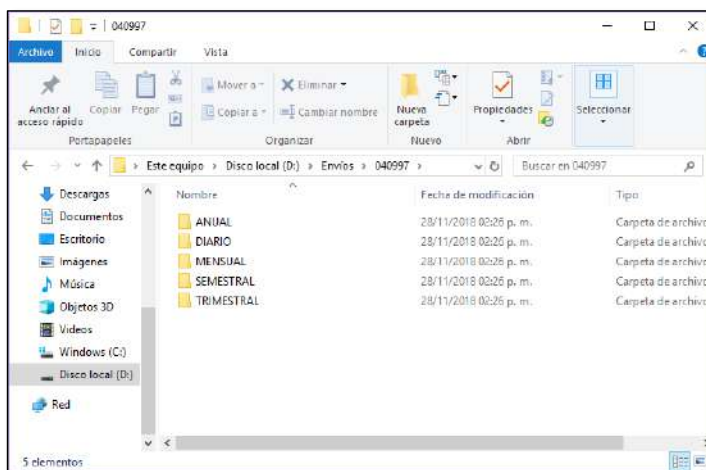 040997
Archivo Inicio Compartir Vista
Anclar al acceso rápido
Copiar
Pegar
Mover a
Copiar a
Eliminar
Cambiar nombre
Nueva carpeta
Propiedades
Seleccionar
Portapapeles Organizar Nuevo Abrir
Este equipo > Disco local (D:) > Envíos > 040997 >
Buscar en 040997
Nombre Fecha de modificación Tipo
Descargas
Documentos
Escritorio
Imágenes
Música
Objetos 3D
Videos
Windows (C:)
Disco local (D:)
Red
ANUAL 28/11/2018 02:26 p. m. Carpeta de archivo
DIARIO 28/11/2018 02:26 p. m. Carpeta de archivo
MENSUAL 28/11/2018 02:26 p. m. Carpeta de archivo
SEMESTRAL 28/11/2018 02:26 p. m. Carpeta de archivo
TRIMESTRAL 28/11/2018 02:26 p. m. Carpeta de archivo
5 elementos